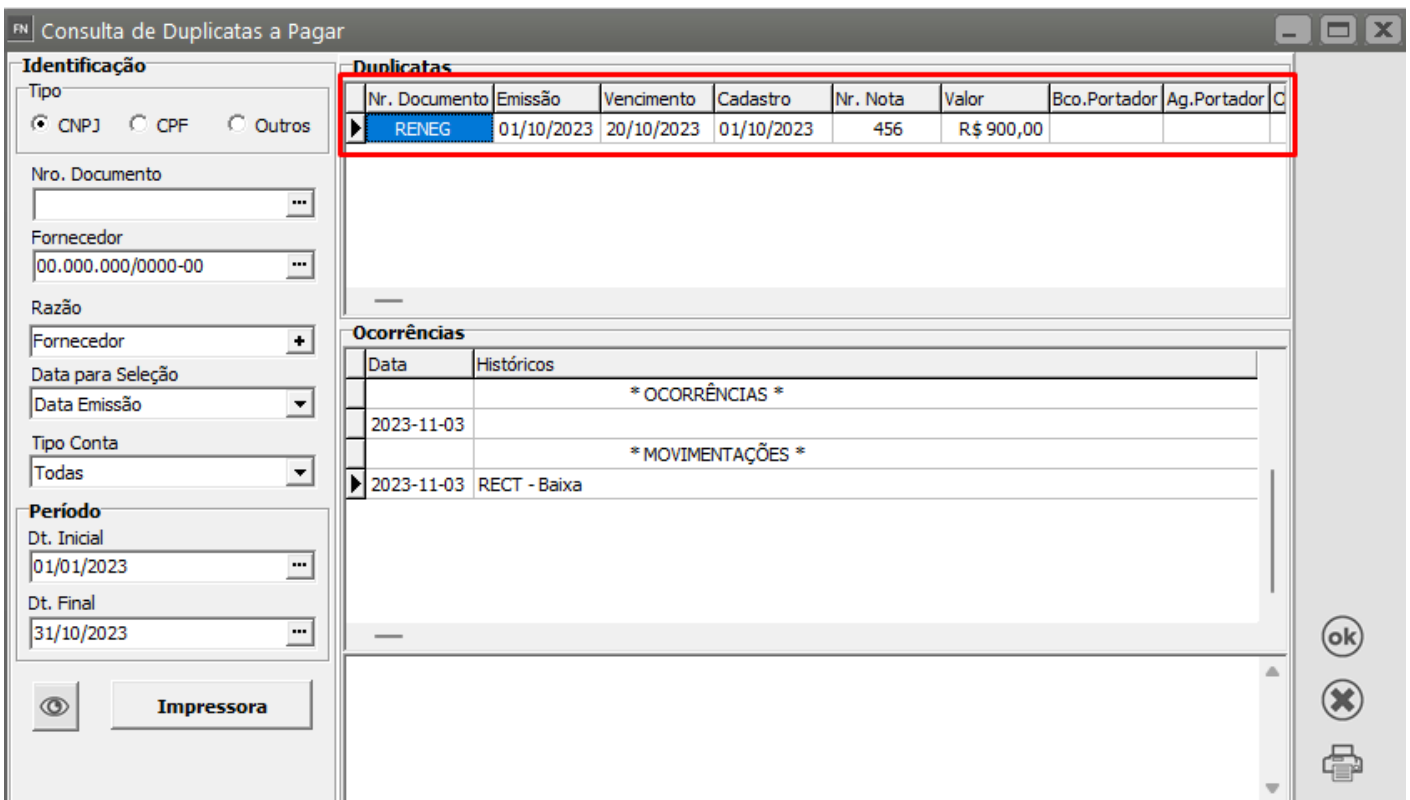 FN Consulta de Duplicatas a Pagar
Identificação
Tipo
CNPJ CPF Outros
Nro. Documento
Fornecedor
00.000.000/0000-00
Razão
Fornecedor
Data para Seleção
Data Emissão
Tipo Conta
Todas
Período
Dt. Inicial
01/01/2023
Dt. Final
31/10/2023
Impressora
Duplicatas
Nr. Documento Emissão Vencimento Cadastro Nr. Nota Valor Bco.Portador Ag.Portador
RENEG 01/10/2023 20/10/2023 01/10/2023 456 R$ 900,00
Ocorrências
Data Históricos
* OCORRÊNCIAS *
2023-11-03
* MOVIMENTAÇÕES *
2023-11-03 RECT - Baixa
ok